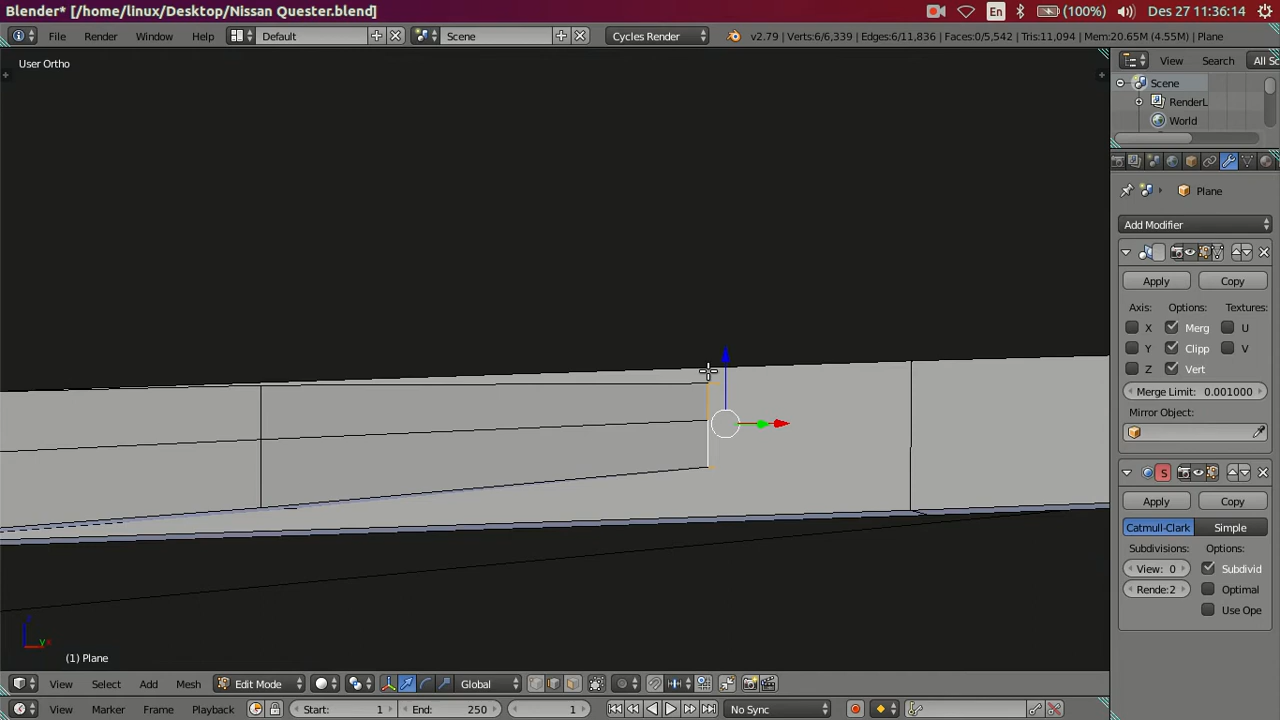 Blender* [/home/linux/Desktop/Nissan Quester.blend] En (100%) Des 27 11:36:14
File Render Window Help Default Scene Cycles Render v2.79 | Verts:6/6,339 | Edges:6/11,836 | Faces:0/5,542 | Tris:11,094 | Mem:20.65M (4.55M) | Plane
View Search All Sc
User Ortho
Scene
RenderL
World
Plane
Add Modifier
Apply Copy
Axis: Options: Textures:
X Merg U
Y Clipp V
Z Vert
Merge Limit: 0.001000
Mirror Object:
S
Apply Copy
Catmull-Clark Simple
Subdivisions: Options:
View: 0 Subdivid
Rende:2 Optimal
Use Ope
z
y x
(1) Plane
View Select Add Mesh Edit Mode Global
View Marker Frame Playback Start: 1 End: 250 1 No Sync